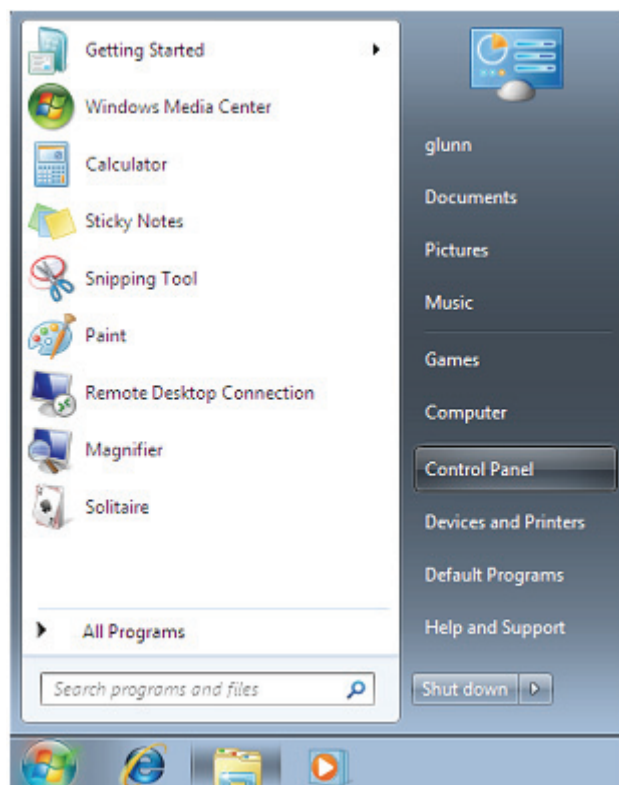 Getting Started
Windows Media Center
Calculator
Sticky Notes
Snipping Tool
Paint
Remote Desktop Connection
Magnifier
Solitaire
All Programs
Search programs and files
glunn
Documents
Pictures
Music
Games
Computer
Control Panel
Devices and Printers
Default Programs
Help and Support
Shut down